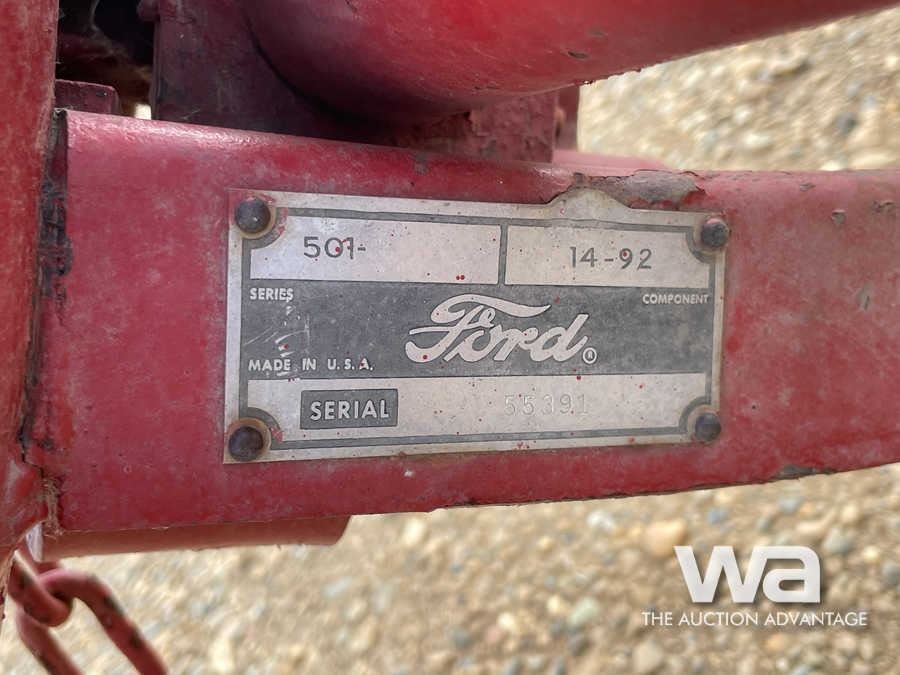 501- 14-92
SERIES COMPONENT
Ford®
MADE IN U.S.A.
SERIAL 55391
wa
THE AUCTION ADVANTAGE